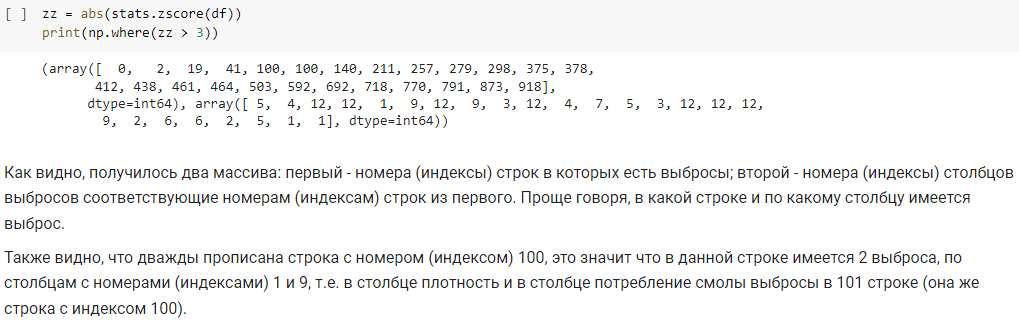 [ ] zz = abs(stats.zscore(df))
print(np.where(zz > 3))
(array([  0,   2,  19,  41, 100, 100, 140, 211, 257, 279, 298, 375, 378,
412, 438, 461, 464, 503, 592, 692, 718, 770, 791, 873, 918],
dtype=int64), array([ 5,  4, 12, 12,  1,  9, 12,  9,  3, 12,  4,  7,  5,  3, 12, 12, 12,
9,  2,  6,  6,  2,  5,  1,  1], dtype=int64))
Как видно, получилось два массива: первый - номера (индексы) строк в которых есть выбросы; второй - номера (индексы) столбцов
выбросов соответствующие номерам (индексам) строк из первого. Проще говоря, в какой строке и по какому столбцу имеется
выброс.
Также видно, что дважды прописана строка с номером (индексом) 100, это значит что в данной строке имеется 2 выброса, по
столбцам с номерами (индексами) 1 и 9, т.е. в столбце плотность и в столбце потребление смолы выбросы в 101 строке (она же
строка с индексом 100).